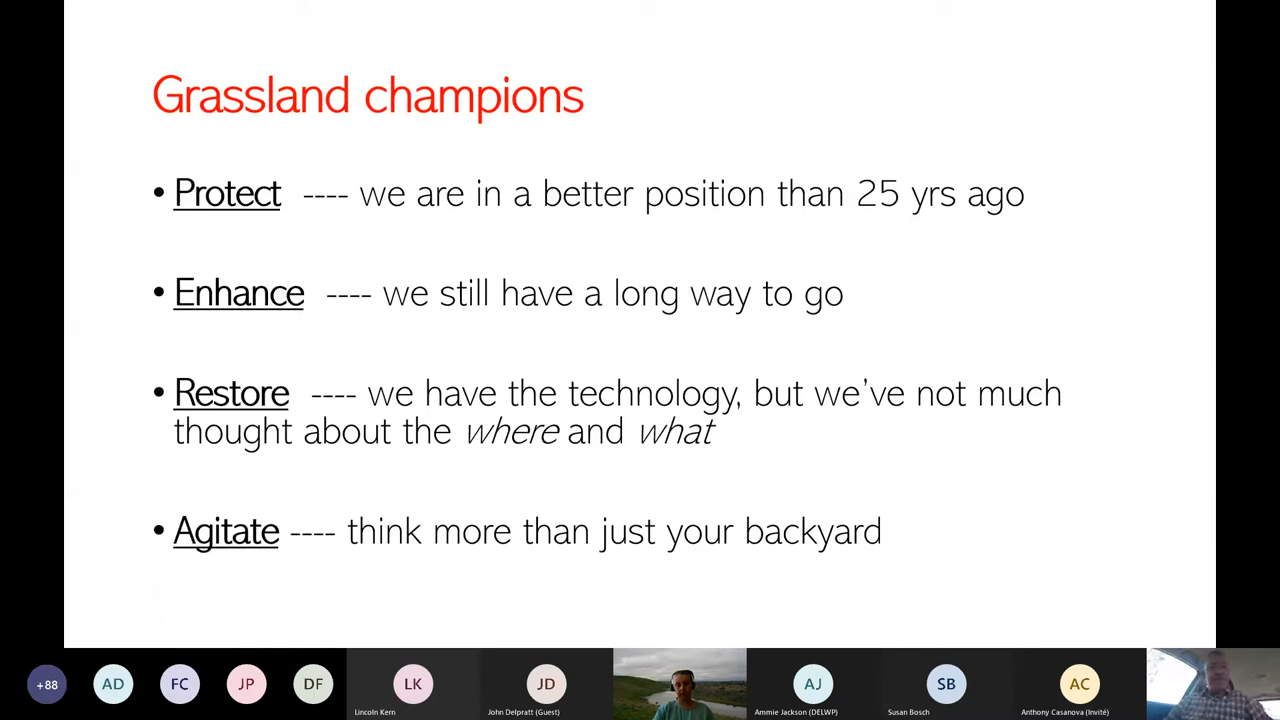 Grassland champions
• Protect ---- we are in a better position than 25 yrs ago
• Enhance ---- we still have a long way to go
• Restore ---- we have the technology, but we've not much
thought about the where and what
• Agitate ---- think more than just your backyard
+88 AD FC JP DF LK JD AJ SB AC
Lincoln Kern John Delpratt (Guest) Ammie Jackson (DELWP) Susan Bosch Anthony Casanova (Invité)